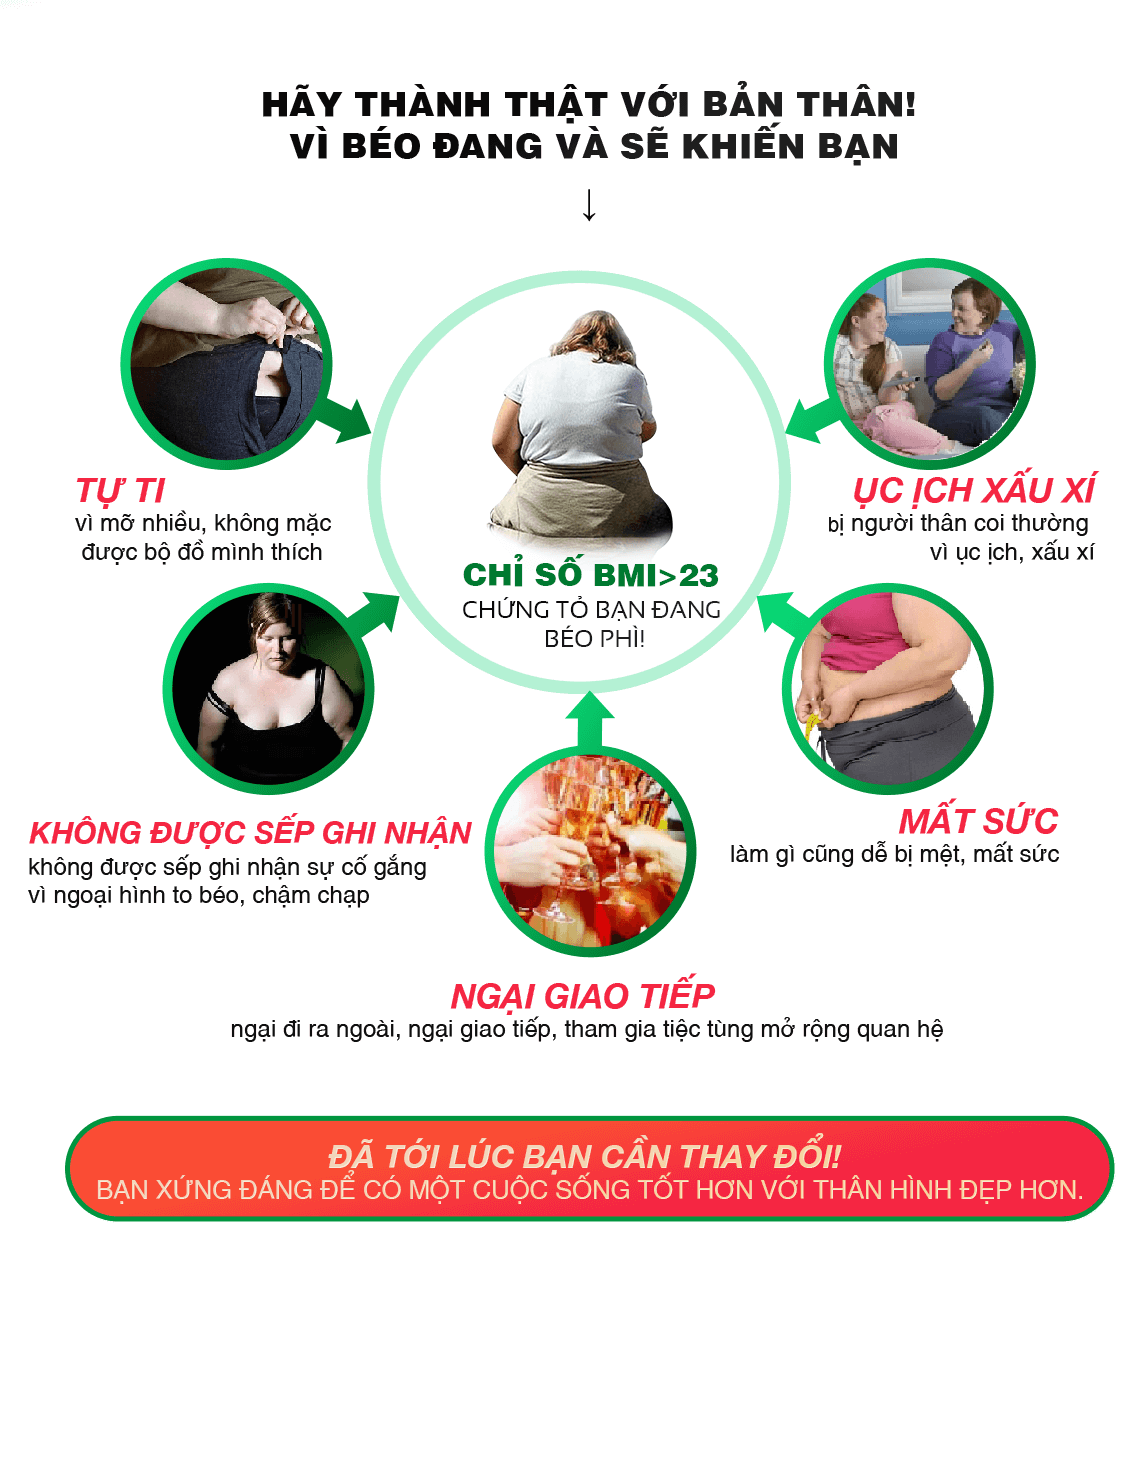 HÃY THÀNH THẬT VỚI BẢN THÂN!
VÌ BÉO ĐANG VÀ SẼ KHIẾN BẠN
TỰ TI
vì mỡ nhiều, không mặc
được bộ đồ mình thích
ỤC ỊCH XẤU XÍ
bị người thân coi thường
vì ục ịch, xấu xí
CHỈ SỐ BMI>23
CHỨNG TỎ BẠN ĐANG
BÉO PHÌ!
KHÔNG ĐƯỢC SẾP GHI NHẬN
không được sếp ghi nhận sự cố gắng
vì ngoại hình to béo, chậm chạp
MẤT SỨC
làm gì cũng dễ bị mệt, mất sức
NGẠI GIAO TIẾP
ngại đi ra ngoài, ngại giao tiếp, tham gia tiệc tùng mở rộng quan hệ
ĐÃ TỚI LÚC BẠN CẦN THAY ĐỔI!
BẠN XỨNG ĐÁNG ĐỂ CÓ MỘT CUỘC SỐNG TỐT HƠN VỚI THÂN HÌNH ĐẸP HƠN.